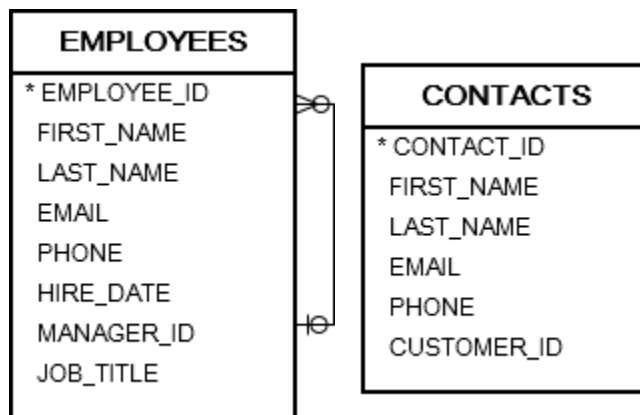 EMPLOYEES
* EMPLOYEE_ID
FIRST_NAME
LAST_NAME
EMAIL
PHONE
HIRE_DATE
MANAGER_ID
JOB_TITLE
CONTACTS
* CONTACT_ID
FIRST_NAME
LAST_NAME
EMAIL
PHONE
CUSTOMER_ID